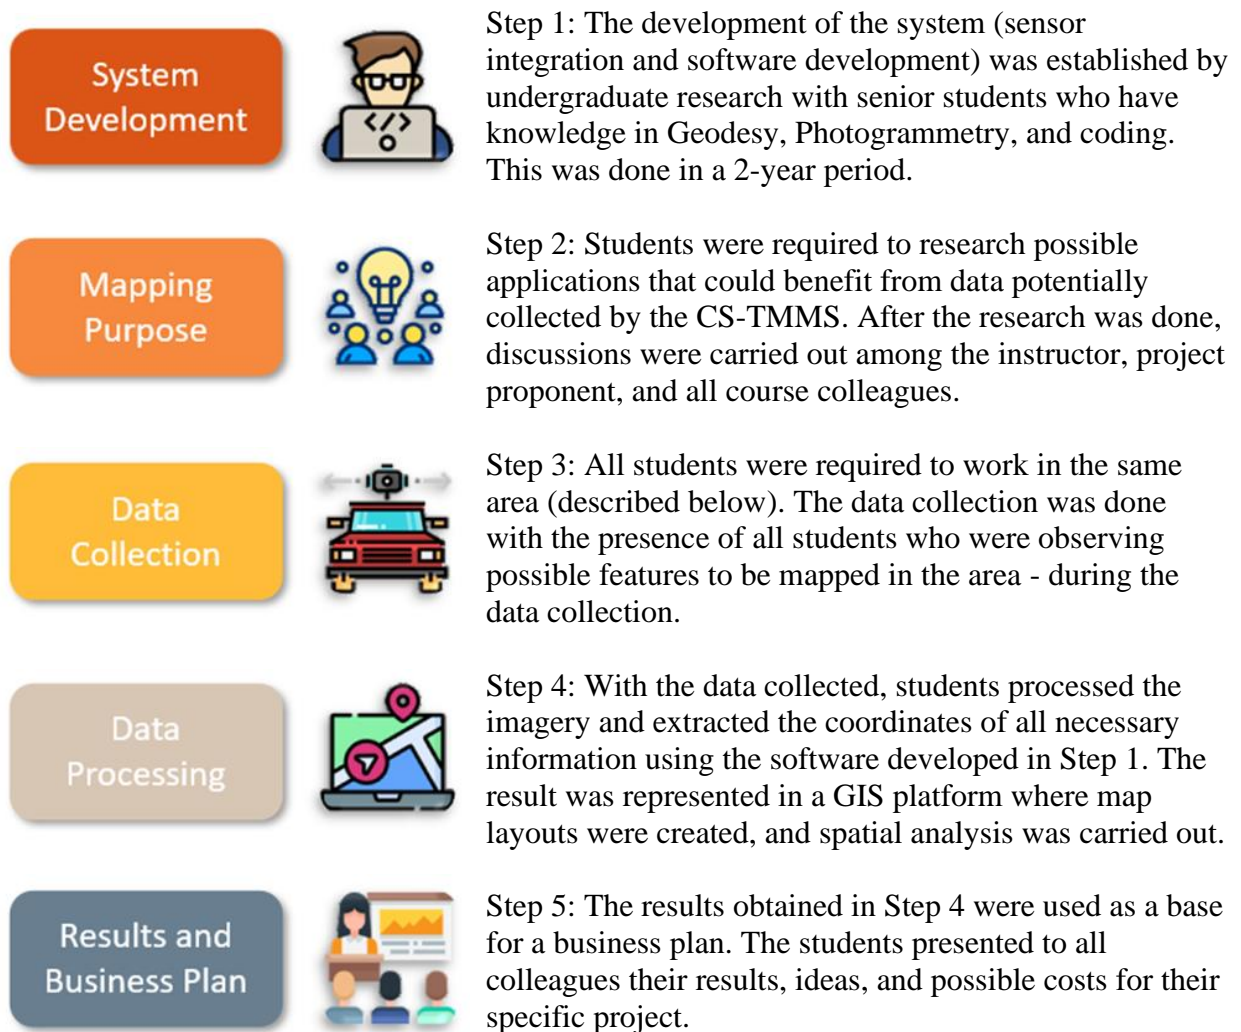 System
Development
Step 1: The development of the system (sensor
integration and software development) was established by
undergraduate research with senior students who have
knowledge in Geodesy, Photogrammetry, and coding.
This was done in a 2-year period.
Mapping
Purpose
Step 2: Students were required to research possible
applications that could benefit from data potentially
collected by the CS-TMMS. After the research was done,
discussions were carried out among the instructor, project
proponent, and all course colleagues.
Data
Collection
Step 3: All students were required to work in the same
area (described below). The data collection was done
with the presence of all students who were observing
possible features to be mapped in the area - during the
data collection.
Data
Processing
Step 4: With the data collected, students processed the
imagery and extracted the coordinates of all necessary
information using the software developed in Step 1. The
result was represented in a GIS platform where map
layouts were created, and spatial analysis was carried out.
Results and
Business Plan
Step 5: The results obtained in Step 4 were used as a base
for a business plan. The students presented to all
colleagues their results, ideas, and possible costs for their
specific project.